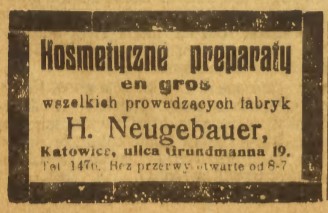 Kosmetyczne preparaty
en gros
wszelkich prowadzących fabryk
H. Neugebauer,
Katowice, ulica Grundmanna 19.
Tel. 1476. Bez przerwy otwarte od 8-7